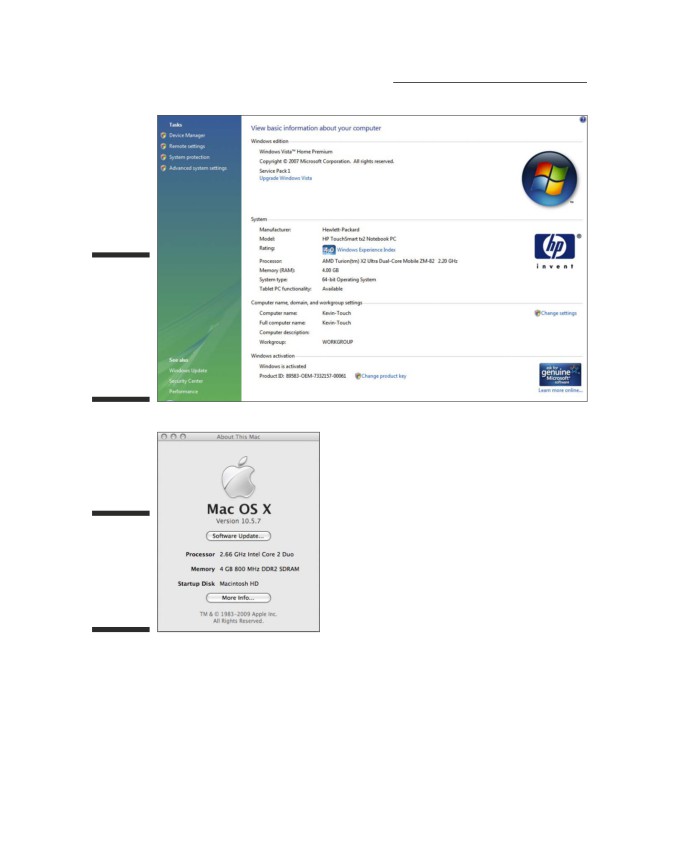 Tasks
Device Manager
Remote settings
System protection
Advanced system settings
See also
Windows Update
Security Center
Performance
View basic information about your computer
Windows edition
Windows Vista™ Home Premium
Copyright © 2007 Microsoft Corporation. All rights reserved.
Service Pack 1
Upgrade Windows Vista
System
Manufacturer: Hewlett-Packard
Model: HP TouchSmart tx2 Notebook PC
Rating: Windows Experience Index
Processor: AMD Turion(tm) X2 Ultra Dual-Core Mobile ZM-82 2.20 GHz
Memory (RAM): 4.00 GB
System type: 64-bit Operating System
Tablet PC functionality: Available
hp
invent
Computer name, domain, and workgroup settings
Computer name: Kevin-Touch Change settings
Full computer name: Kevin-Touch
Computer description:
Workgroup: WORKGROUP
Windows activation
Windows is activated
Product ID: 89583-OEM-7332157-00061 Change product key
ask for
genuine
Microsoft
software
Learn more online...
About This Mac
Mac OS X
Version 10.5.7
Software Update...
Processor 2.66 GHz Intel Core 2 Duo
Memory 4 GB 800 MHz DDR2 SDRAM
Startup Disk Macintosh HD
More Info...
TM & © 1983–2009 Apple Inc.
All Rights Reserved.